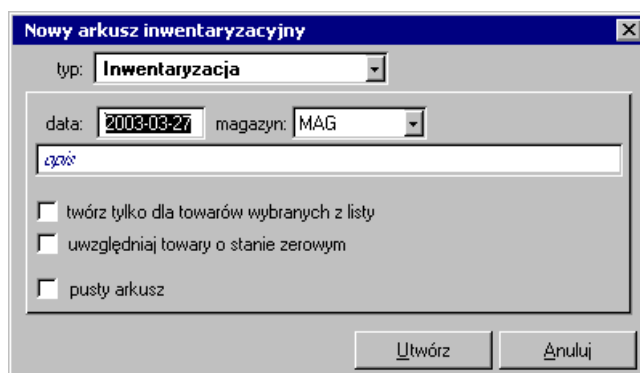 Nowy arkusz inwentaryzacyjny
typ: Inwentaryzacja
data: 2003-03-27 magazyn: MAG
opis
twórz tylko dla towarów wybranych z listy
uwzględniaj towary o stanie zerowym
pusty arkusz
Utwórz Anuluj